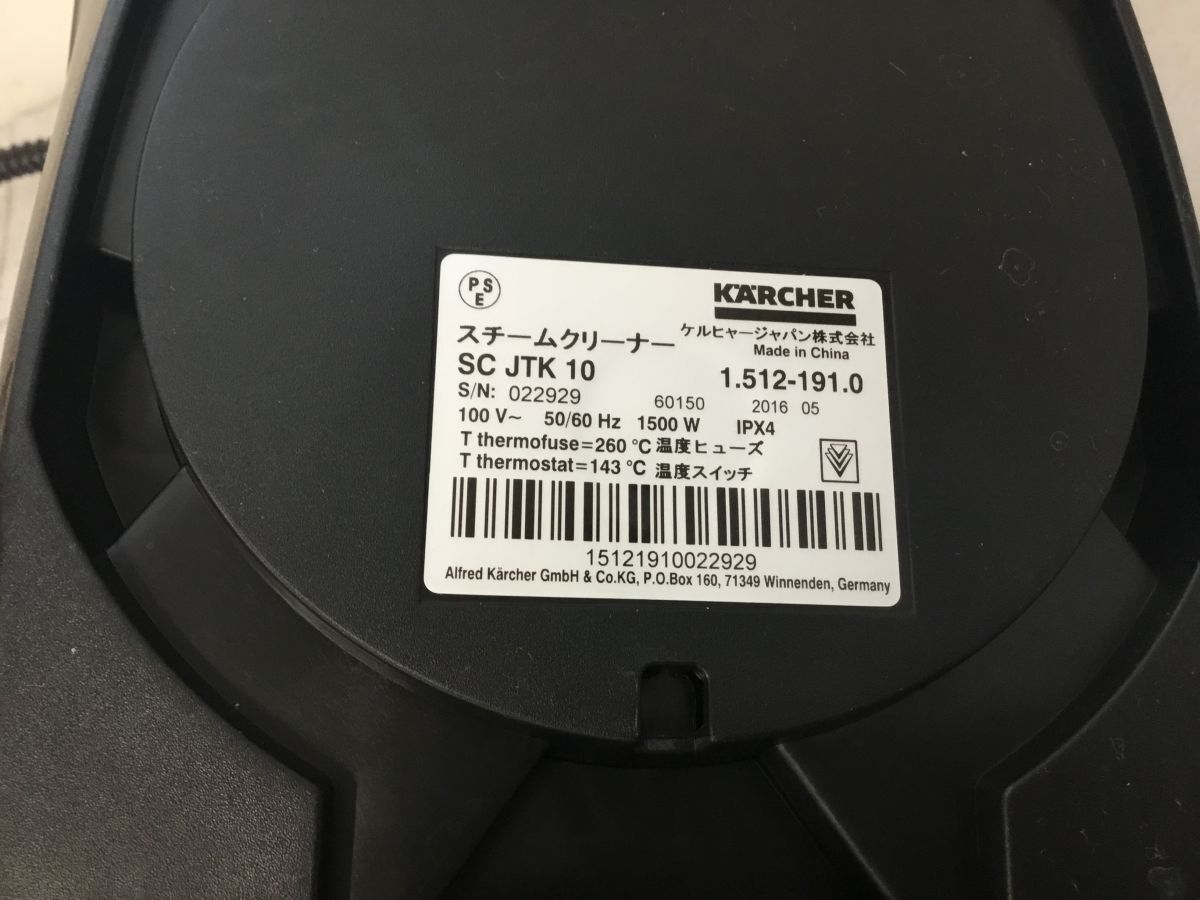 PSE
KÄRCHER
スチームクリーナー
ケルヒャージャパン株式会社
Made in China
SC JTK 10
1.512-191.0
S/N: 022929 60150 2016 05
100 V~ 50/60 Hz 1500 W IPX4
T thermofuse=260 °C 温度ヒューズ
T thermostat=143 °C 温度スイッチ
15121910022929
Alfred Kärcher GmbH & Co.KG, P.O.Box 160, 71349 Winnenden, Germany